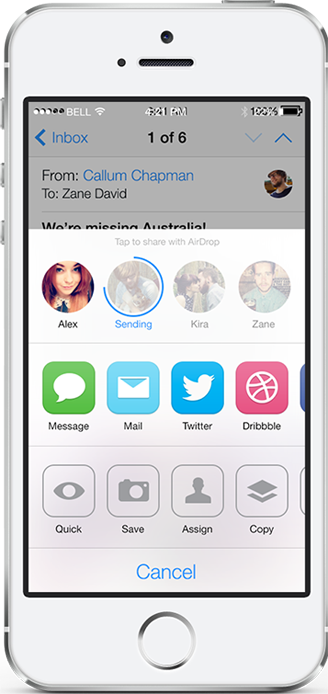 BELL 4:21 PM
Inbox 1 of 6
From: Callum Chapman
To: Zane David
We're missing Australia!
Tap to share with AirDrop
Alex Sending Kira Zane
Message Mail Twitter Dribbble
Quick Save Assign Copy
Cancel